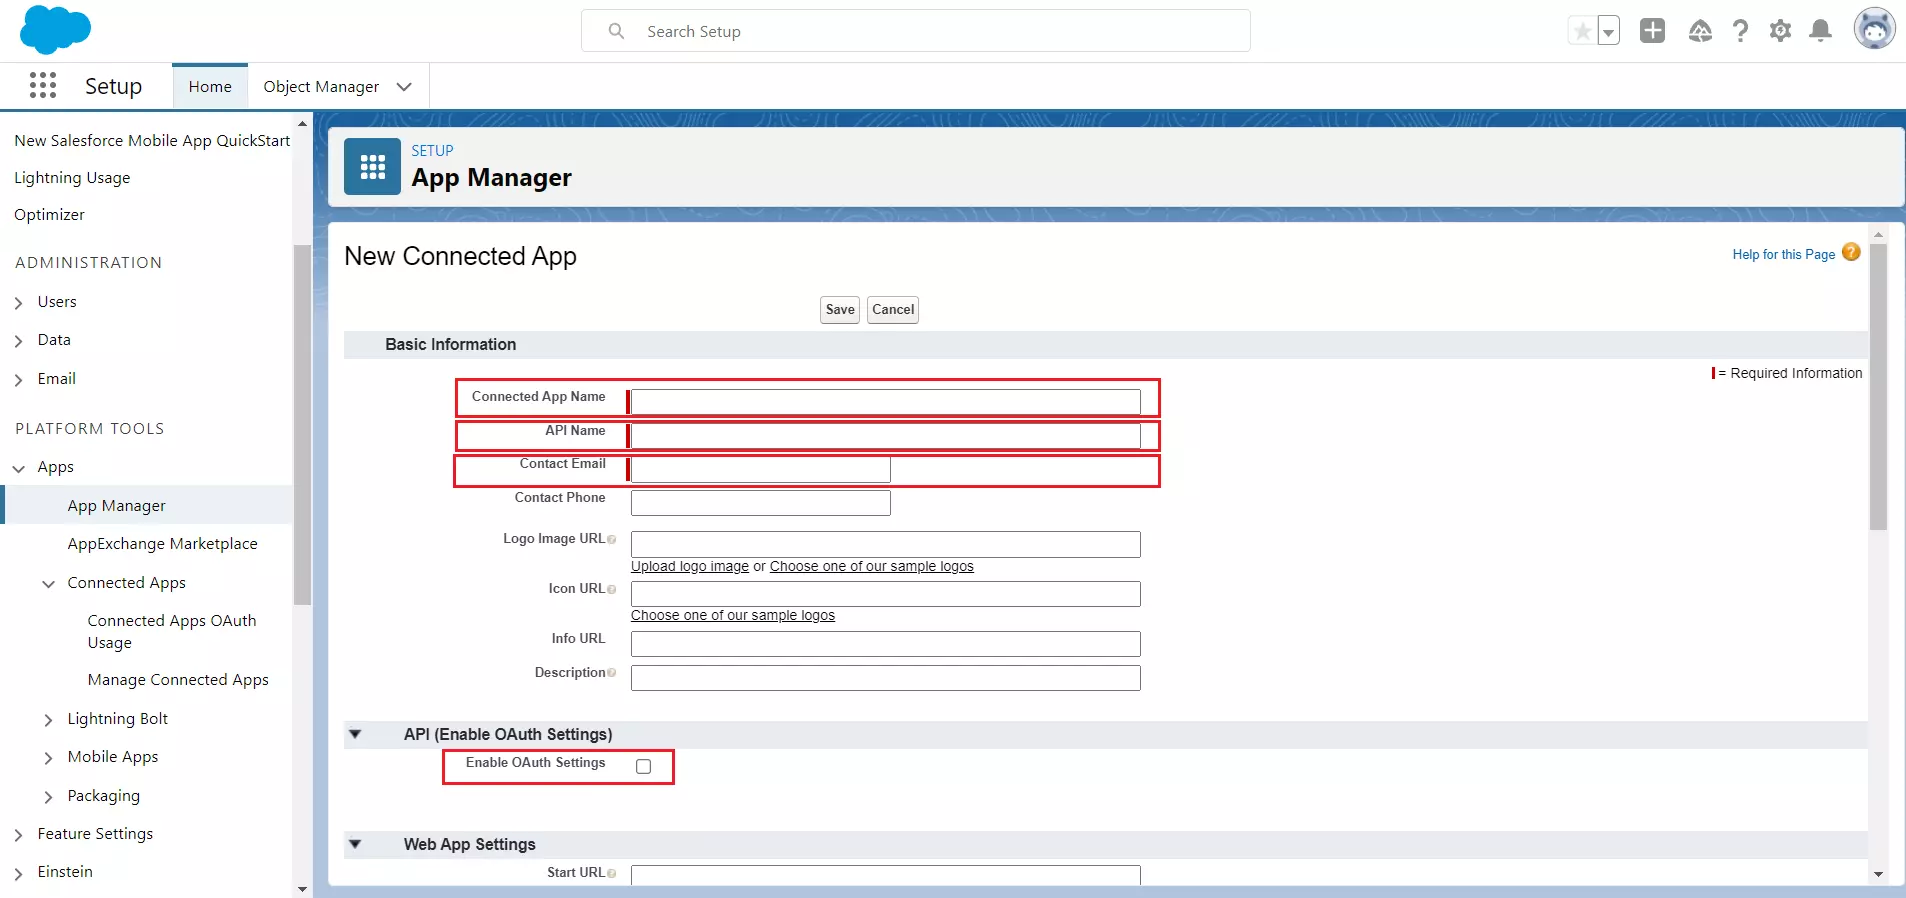 Search Setup
Setup
Home
Object Manager
New Salesforce Mobile App QuickStart
Lightning Usage
Optimizer
ADMINISTRATION
Users
Data
Email
PLATFORM TOOLS
Apps
App Manager
AppExchange Marketplace
Connected Apps
Connected Apps OAuth
Usage
Manage Connected Apps
Lightning Bolt
Mobile Apps
Packaging
Feature Settings
Einstein
SETUP
App Manager
New Connected App
Help for this Page ?
Save Cancel
Basic Information
= Required Information
Connected App Name
API Name
Contact Email
Contact Phone
Logo Image URL
Upload logo image or Choose one of our sample logos
Icon URL
Choose one of our sample logos
Info URL
Description
API (Enable OAuth Settings)
Enable OAuth Settings
Web App Settings
Start URL